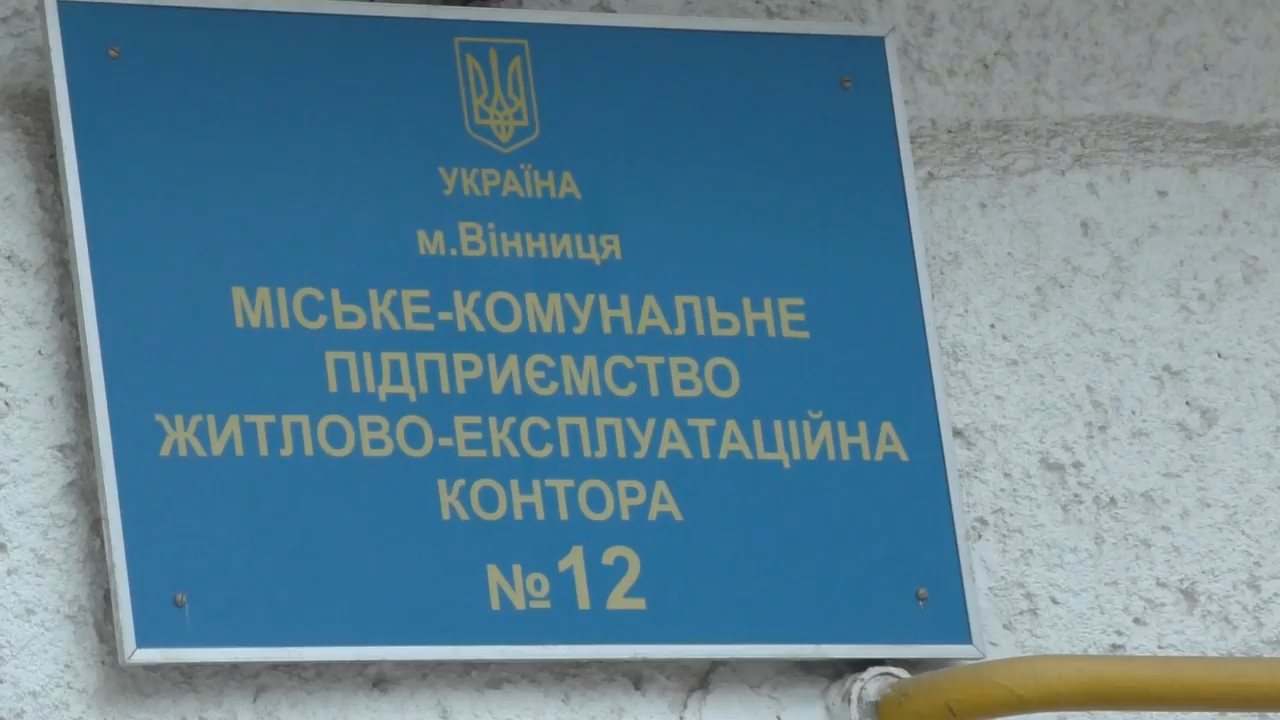 УКРАЇНА
м.Вінниця
МІСЬКЕ-КОМУНАЛЬНЕ
ПІДПРИЄМСТВО
ЖИТЛОВО-ЕКСПЛУАТАЦІЙНА
КОНТОРА
№12